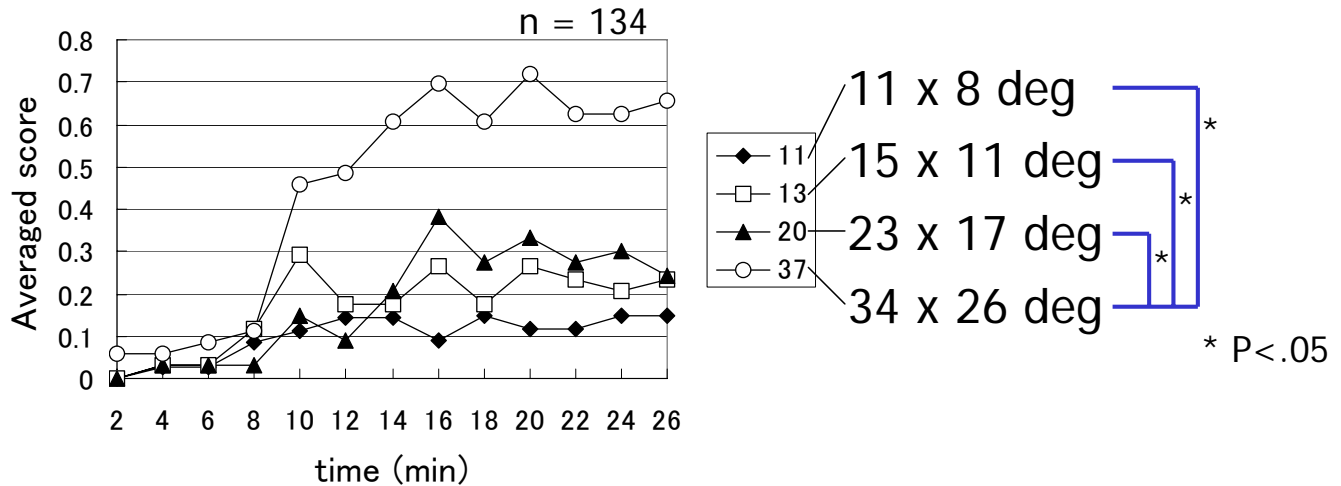 n = 134
0.8
0.7
0.6
0.5
0.4
0.3
0.2
0.1
0
Averaged score
2 4 6 8 10 12 14 16 18 20 22 24 26
time (min)
11
13
20
37
11 x 8 deg
15 x 11 deg
23 x 17 deg
34 x 26 deg
*
*
*
* P<.05